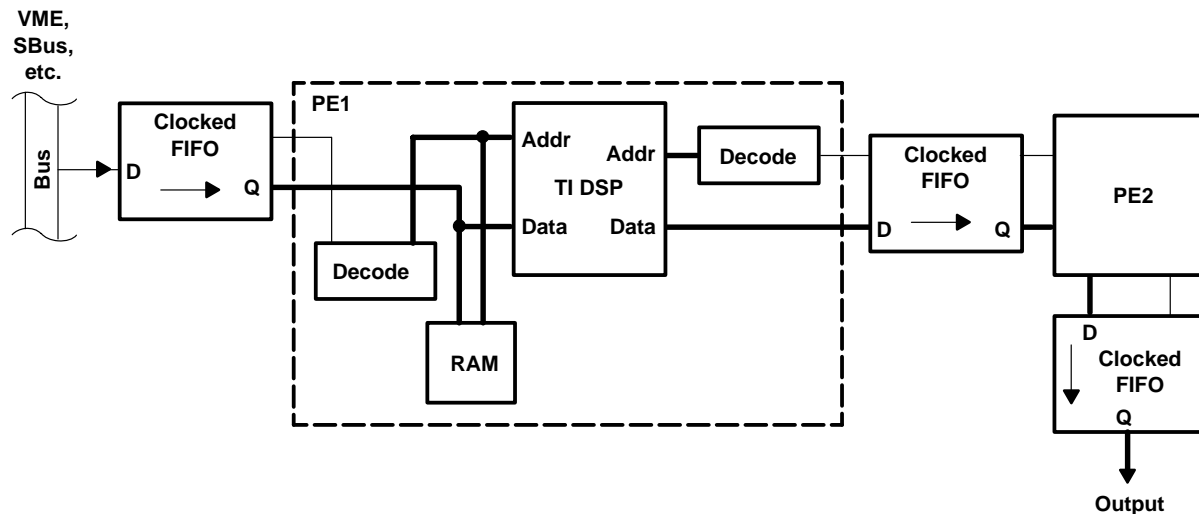 VME,
SBus,
etc.
Bus
Clocked
FIFO
D
Q
PE1
Decode
RAM
Addr
Addr
TI DSP
Data
Data
Decode
Clocked
FIFO
D
Q
PE2
D
Clocked
FIFO
Q
Output